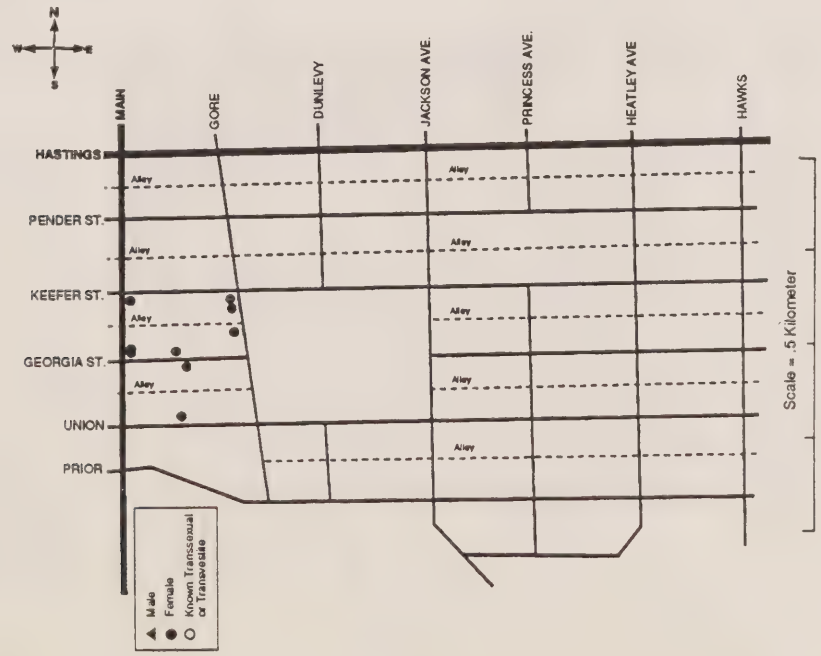 N
W E
S
MAIN
GORE
DUNLEVY
JACKSON AVE.
PRINCESS AVE.
HEATLEY AVE
HAWKS
HASTINGS
Alley
Alley
PENDER ST.
Alley
Alley
KEEFER ST.
Alley
Alley
GEORGIA ST.
Alley
Alley
UNION
Alley
PRIOR
Scale = .5 Kilometer
Male
Female
Known Transsexual
or Transvestite